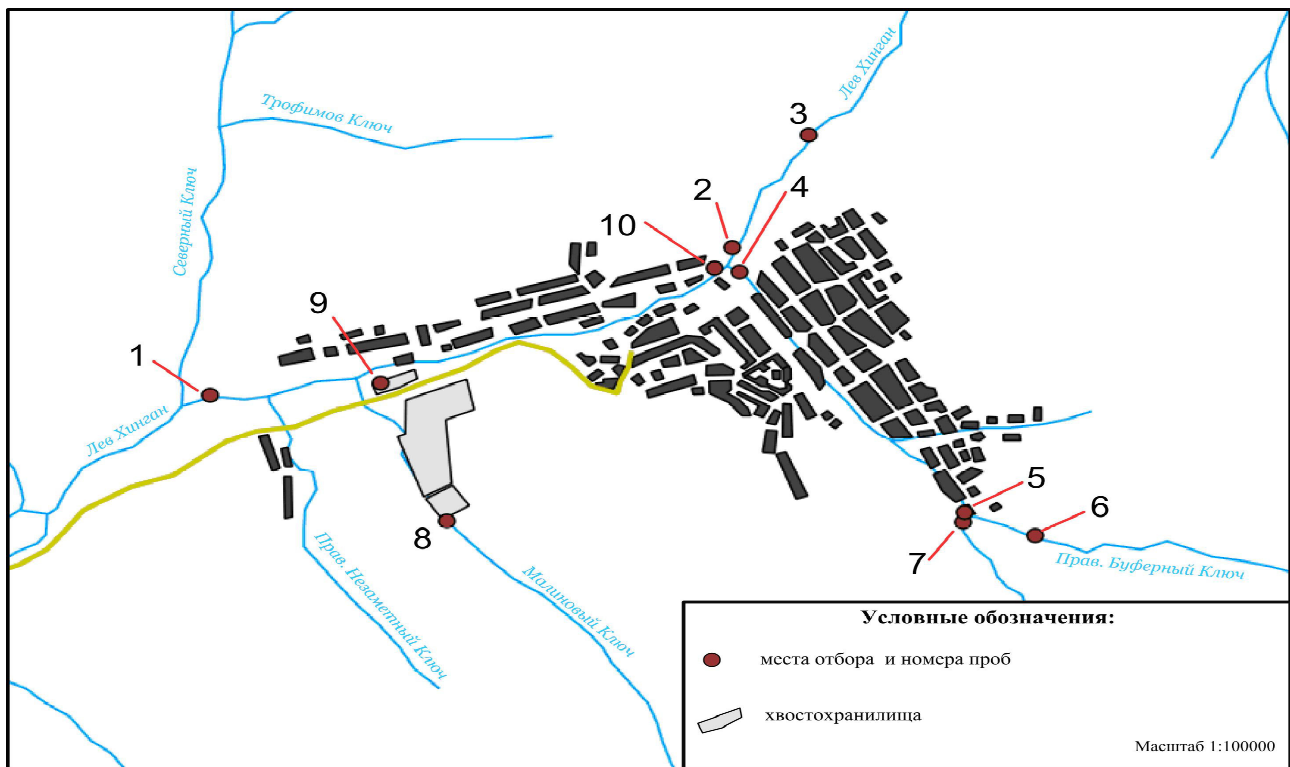 Лев Хинган
Трофимов Ключ
3
2
4
Северный Ключ
10
9
1
Лев Хинган
5
6
8
7
Прав. Буферный Ключ
Прав. Незаметный Ключ
Малиновый Ключ
Условные обозначения:
места отбора и номера проб
хвостохранилища
Масштаб 1:100000